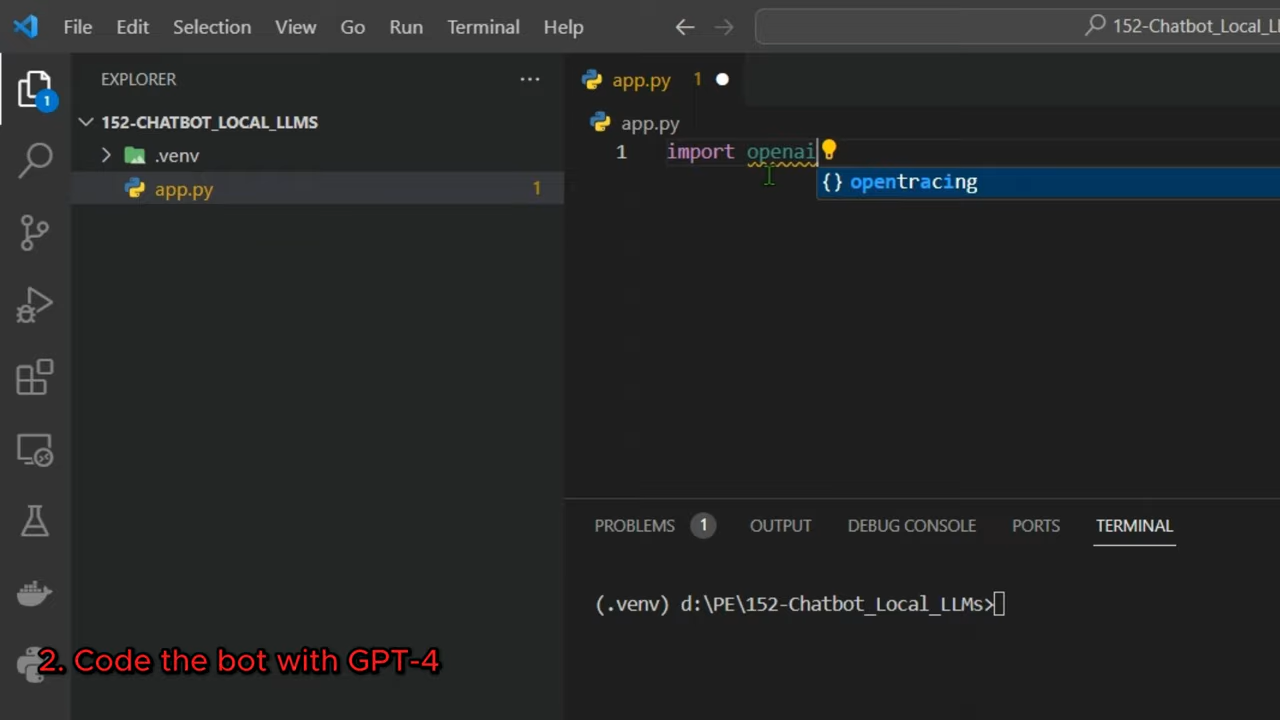 File Edit Selection View Go Run Terminal Help 152-Chatbot_Local_Ll
EXPLORER ...
1
152-CHATBOT_LOCAL_LLMS
.venv
app.py 1
app.py 1
app.py
1 import openai
{} opentracing
PROBLEMS 1 OUTPUT DEBUG CONSOLE PORTS TERMINAL
(.venv) d:\PE\152-Chatbot_Local_LLMs>
2. Code the bot with GPT-4